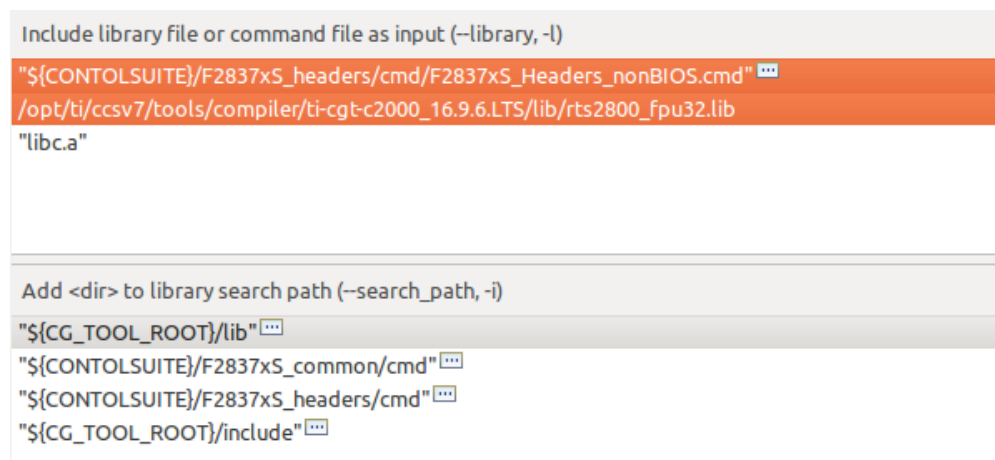 Include library file or command file as input (--library, -l)
"${CONTOLSUITE}/F2837xS_headers/cmd/F2837xS_Headers_nonBIOS.cmd"
/opt/ti/ccsv7/tools/compiler/ti-cgt-c2000_16.9.6.LTS/lib/rts2800_fpu32.lib
"libc.a"
Add <dir> to library search path (--search_path, -i)
"${CG_TOOL_ROOT}/lib"
"${CONTOLSUITE}/F2837xS_common/cmd"
"${CONTOLSUITE}/F2837xS_headers/cmd"
"${CG_TOOL_ROOT}/include"